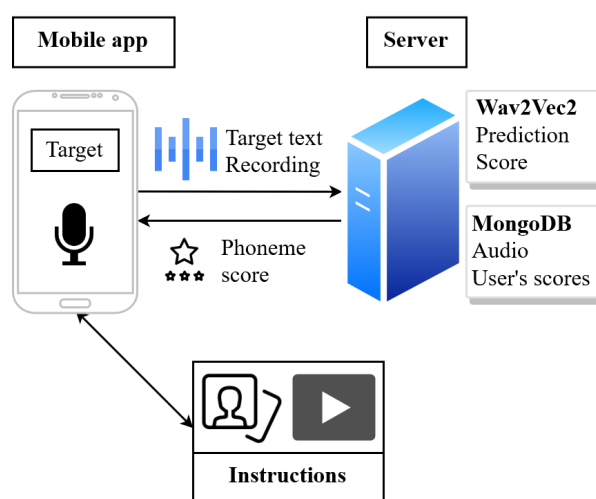 Mobile app
Server
Target
Target text
Recording
Wav2Vec2
Prediction
Score
Phoneme
score
MongoDB
Audio
User's scores
Instructions